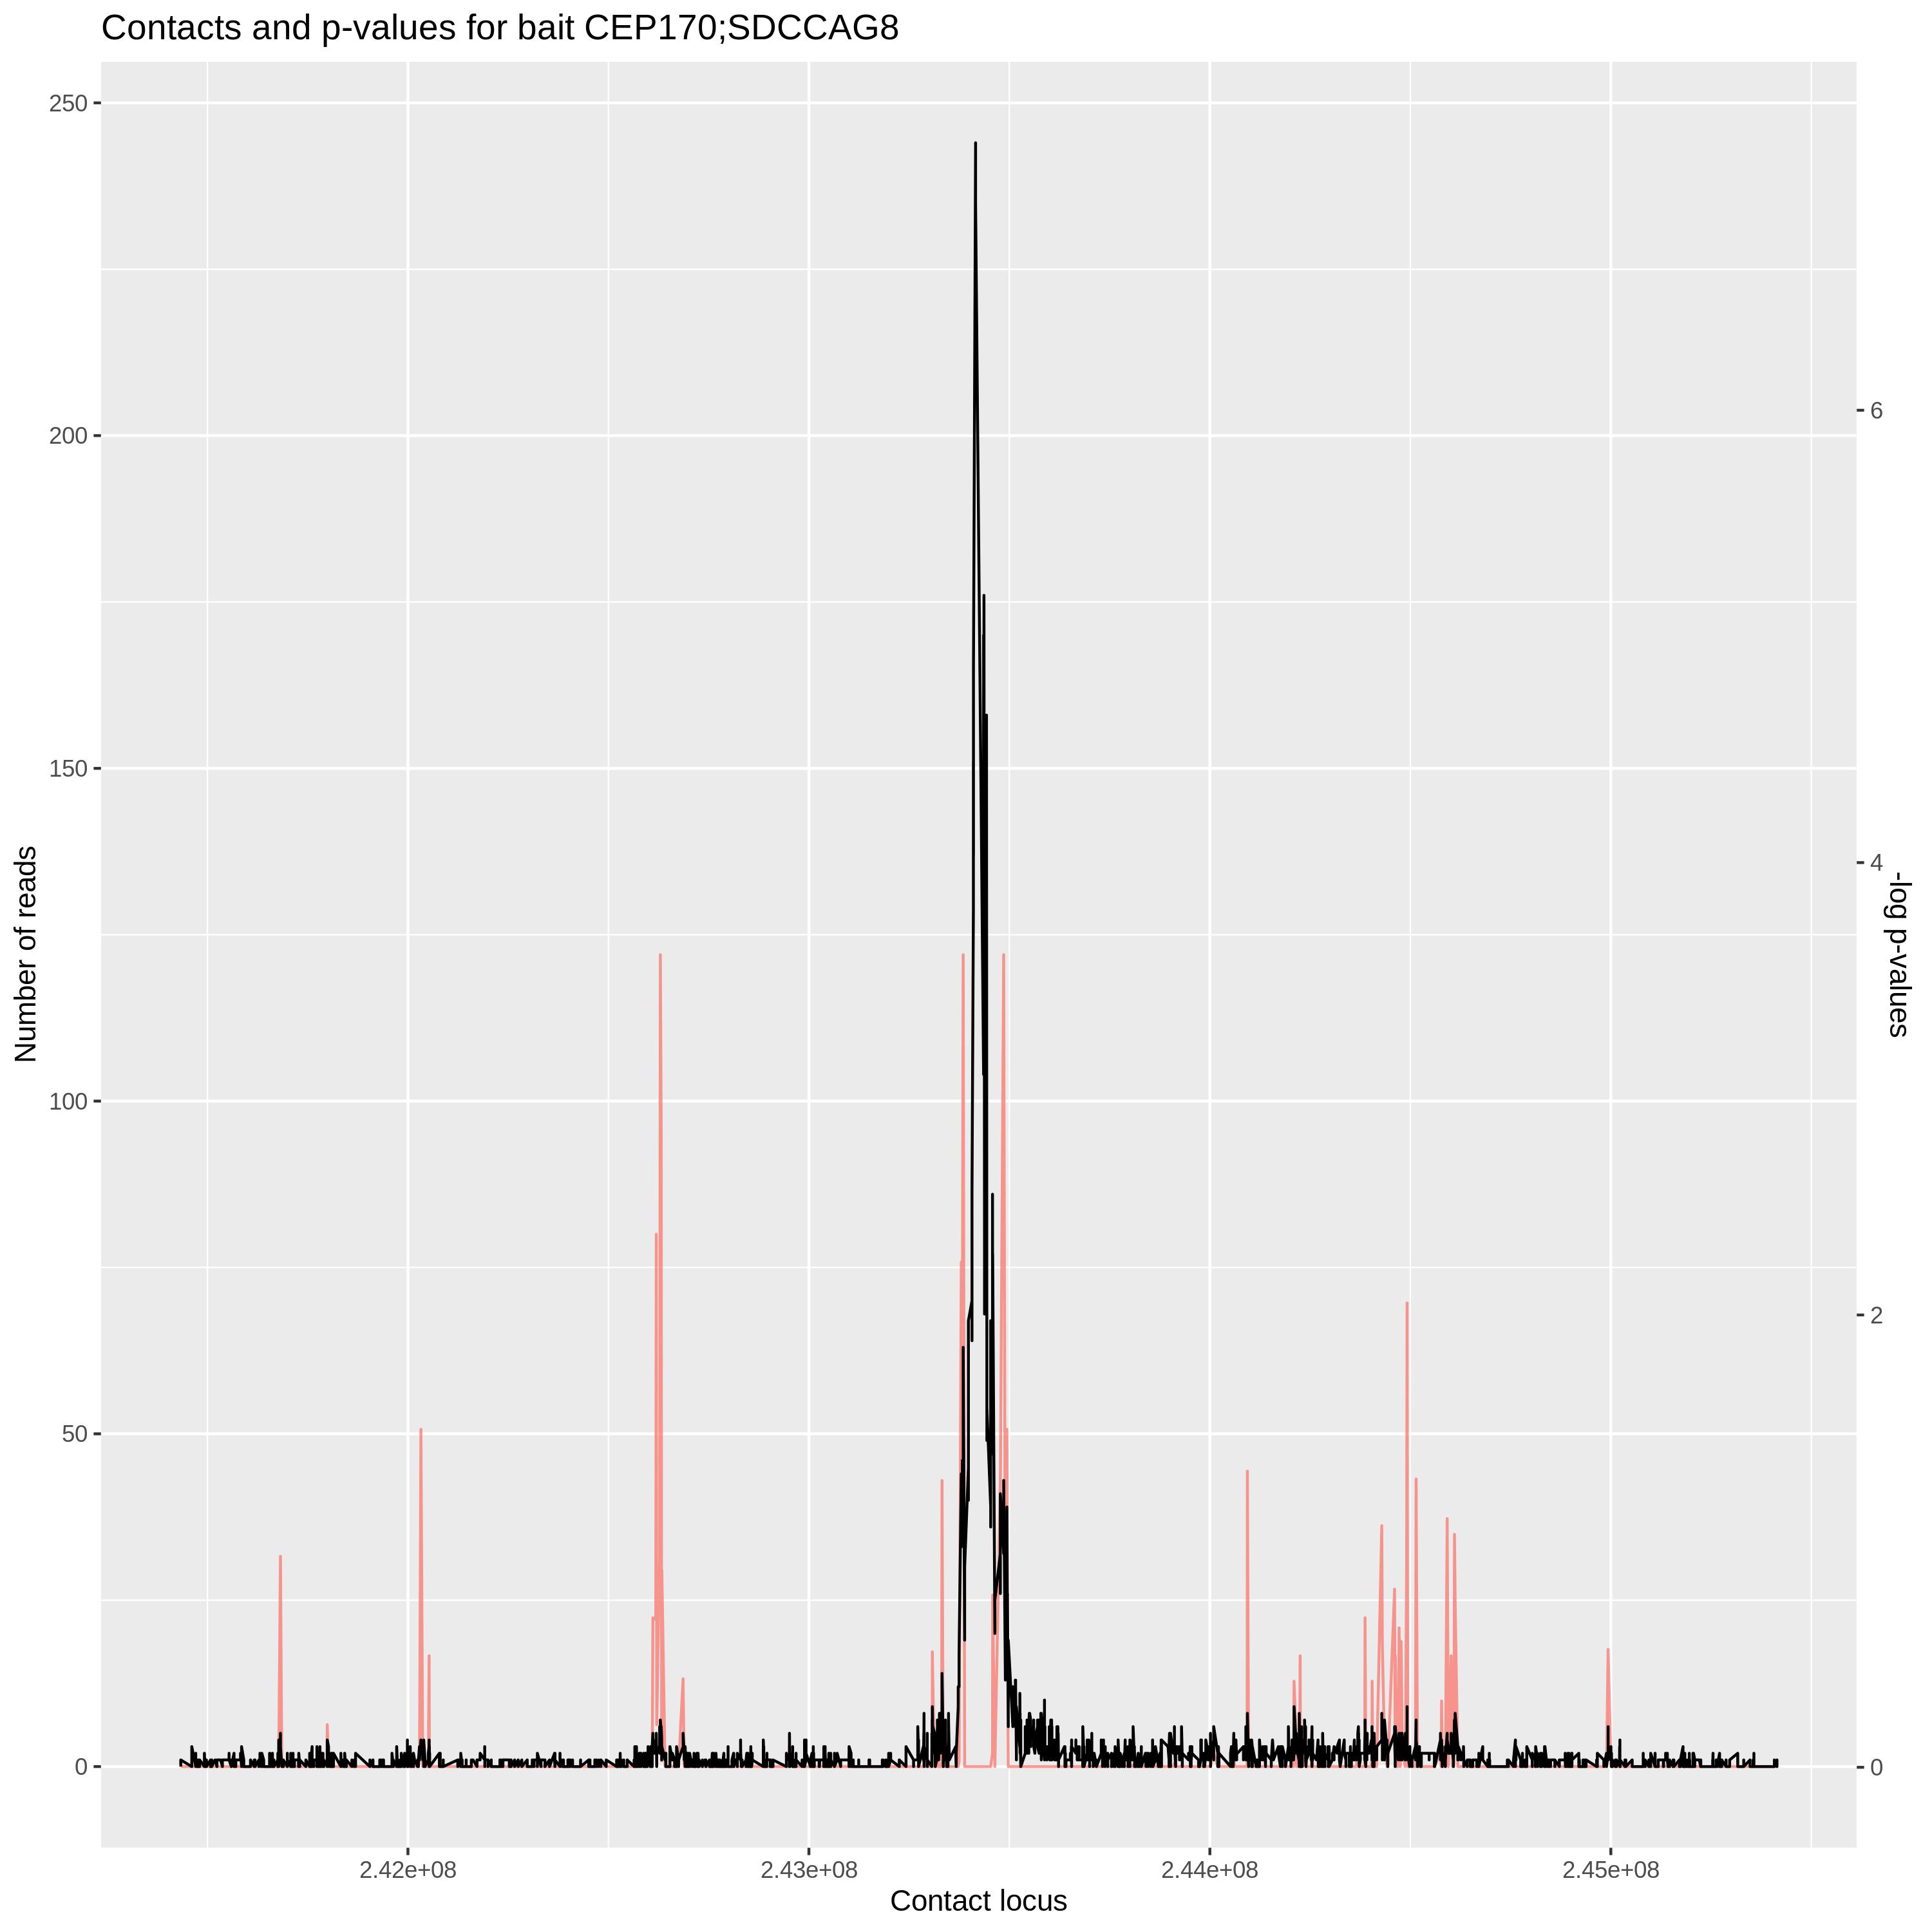 Contacts and p-values for bait CEP170;SDCCAG8
250
200
150
100
50
0
Number of reads
6
4
2
0
-log p-values
2.42e+08
2.43e+08
2.44e+08
2.45e+08
Contact locus